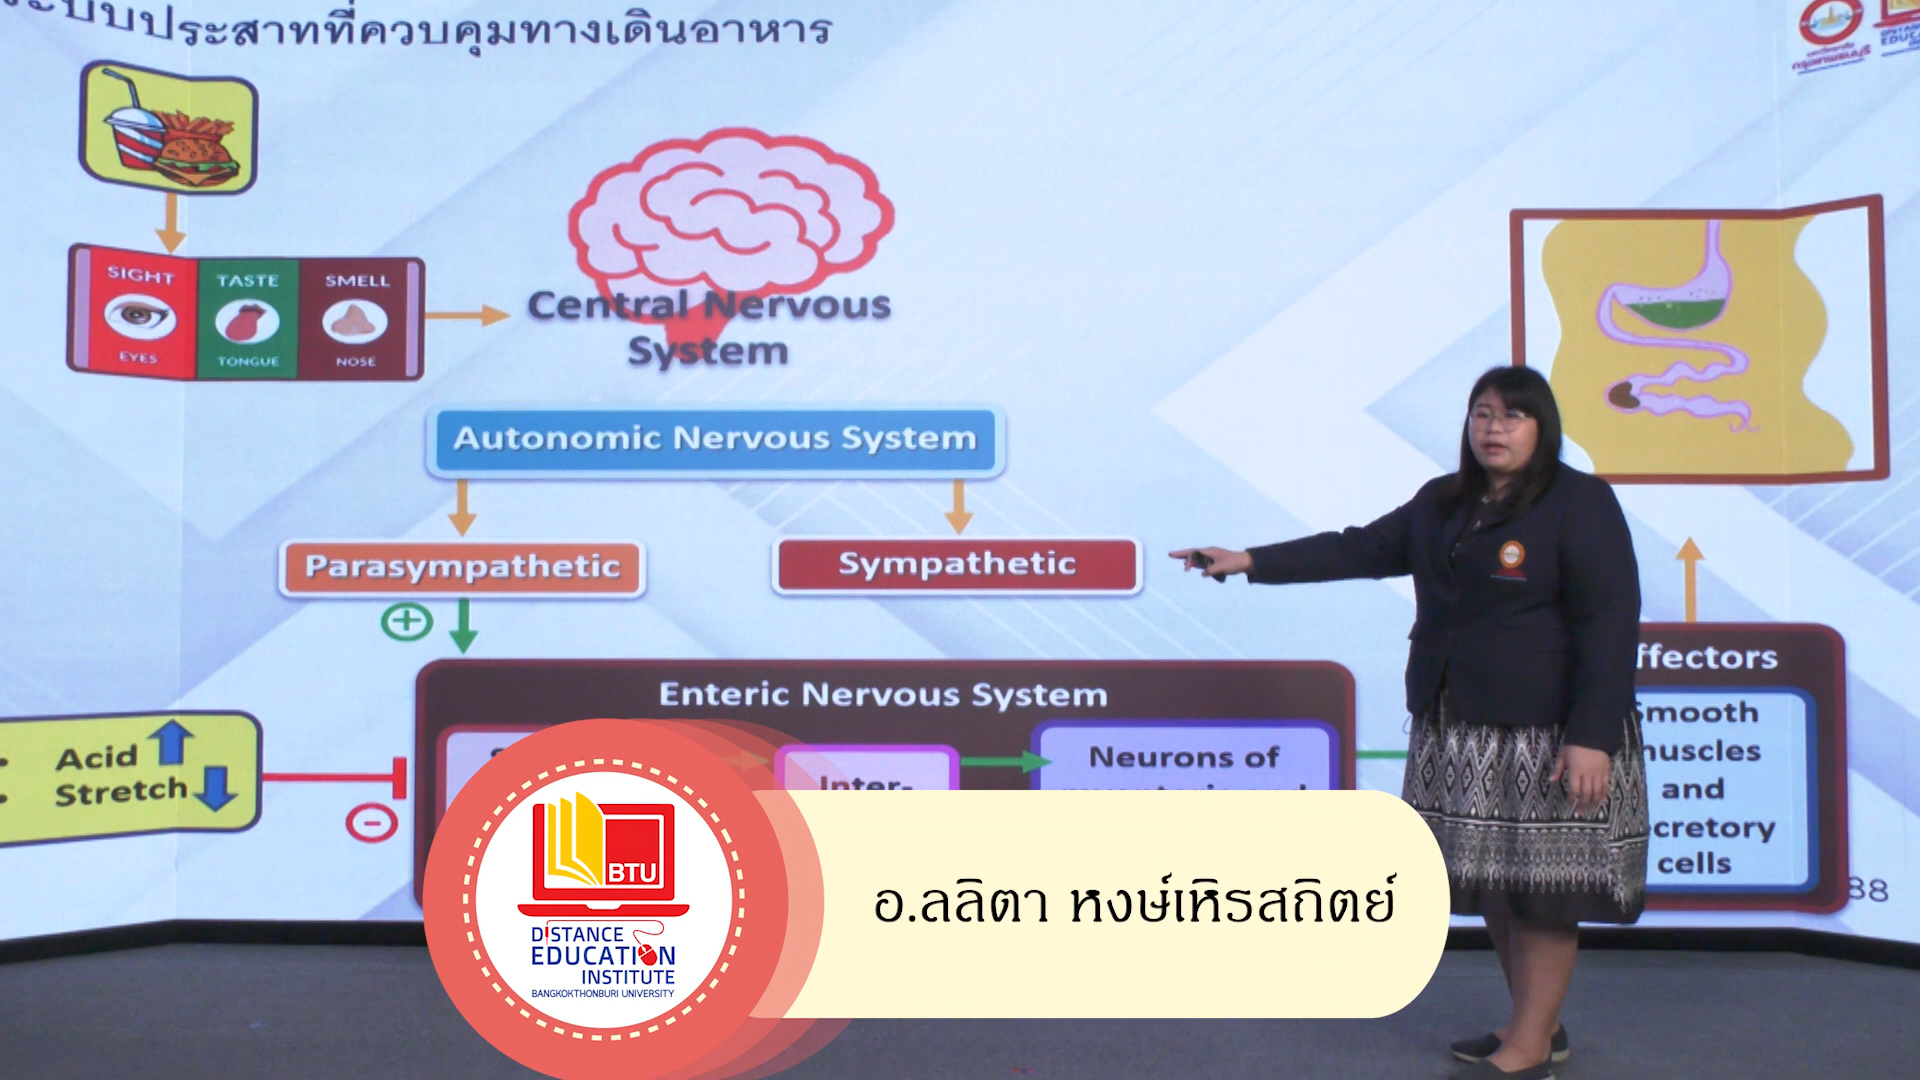 ระบบประสาทที่ควบคุมทางเดินอาหาร
SIGHT
TASTE
SMELL
EYES
TONGUE
NOSE
Central Nervous
System
Autonomic Nervous System
Parasympathetic
Sympathetic
+
Enteric Nervous System
Acid
Stretch
-
Inter-
Neurons of
ffectors
Smooth
muscles
and
cretory
cells
88
BTU
DISTANCE
EDUCATION
INSTITUTE
BANGKOKTHONBURI UNIVERSITY
อ.ลลิตา หงษ์เหิรสถิตย์